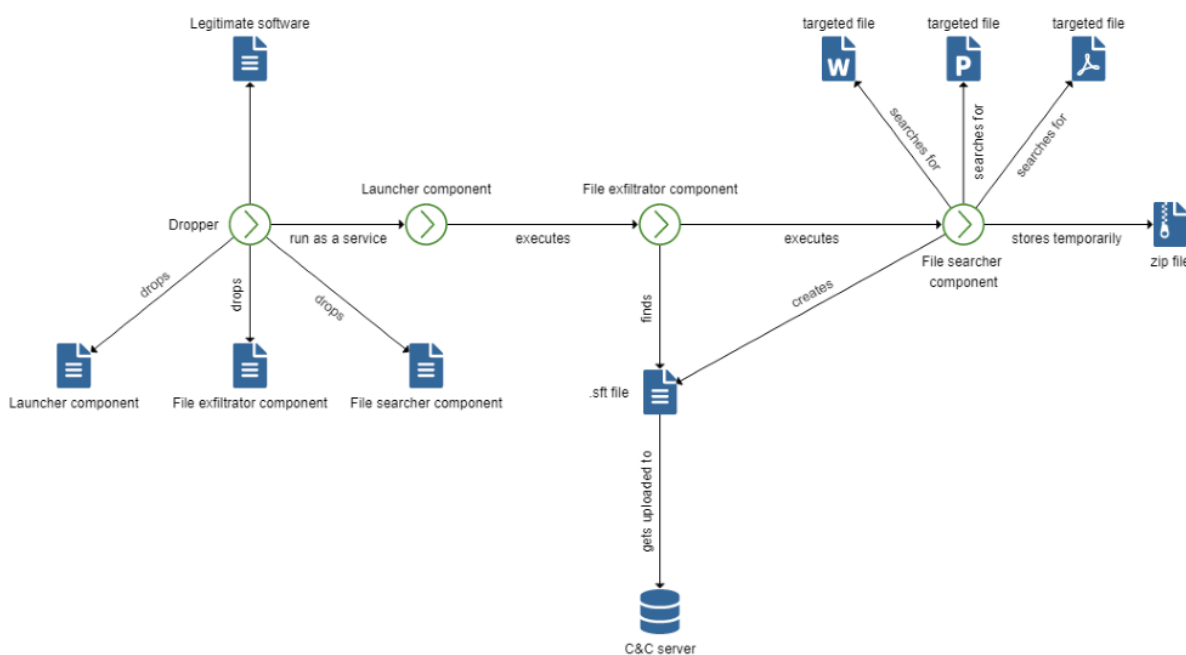 Legitimate software
targeted file
targeted file
targeted file
W
P
searches for
searches for
searches for
Launcher component
File exfiltrator component
Dropper
run as a service
executes
executes
stores temporarily
File searcher
component
zip file
drops
drops
drops
finds
creates
Launcher component
File exfiltrator component
File searcher component
.sft file
gets uploaded to
C&C server